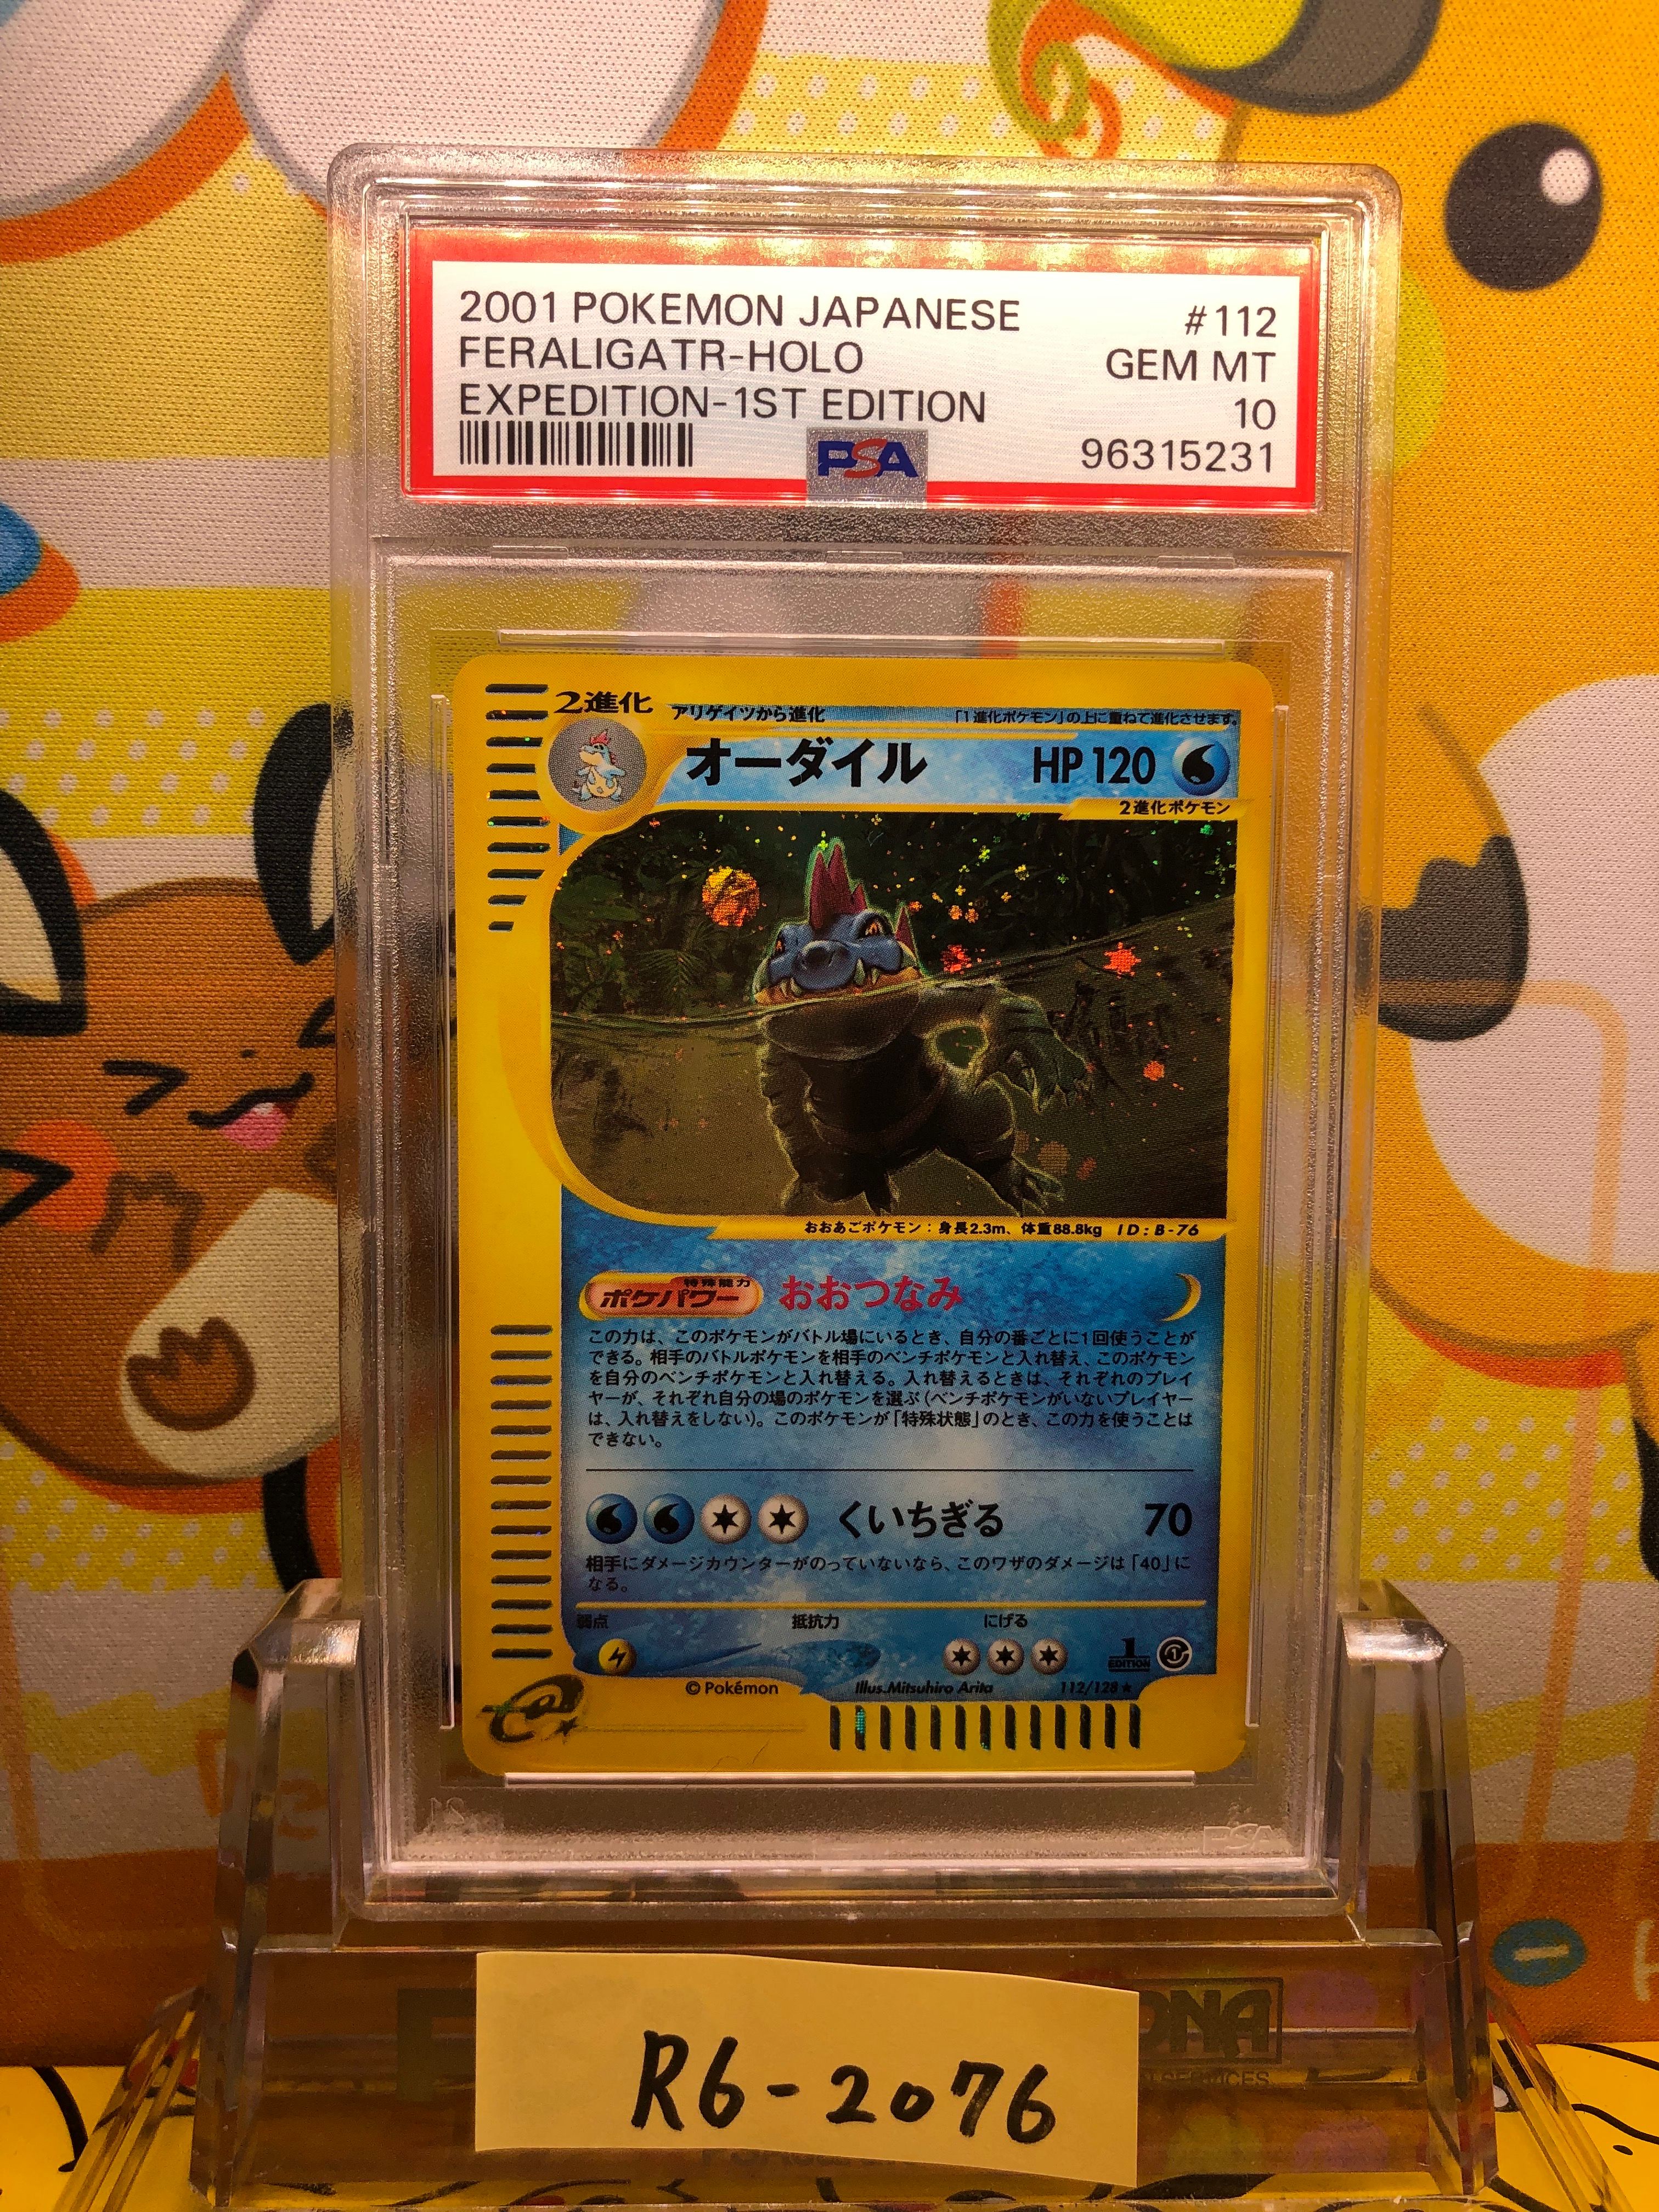 2001 POKEMON JAPANESE #112
FERALIGATR-HOLO GEM MT
EXPEDITION-1ST EDITION 10
PSA 96315231
2進化 アリゲイツから進化 「1進化ポケモン」の上に重ねて進化させます。
オーダイル HP 120
2進化ポケモン
おおあごポケモン：身長2.3m、体重88.8kg ID:B-76
特殊能力
ポケパワー おおつなみ
この力は、このポケモンがバトル場にいるとき、自分の番ごとに1回使うことが
できる。相手のバトルポケモンを相手のベンチポケモンと入れ替え、このポケモン
を自分のベンチポケモンと入れ替える。入れ替えるときは、それぞれのプレイ
ヤーが、それぞれ自分の場のポケモンを選ぶ（ベンチポケモンがいないプレイヤー
は、入れ替えをしない）。このポケモンが「特殊状態」のとき、この力を使うことは
できない。
くいちぎる 70
相手にダメージカウンターがのっていないなら、このワザのダメージは「40」に
なる。
弱点 抵抗力 にげる
1 EDITION
© Pokémon Illus.Mitsuhiro Arita 112/128 ★
e
PSA
R6-2076